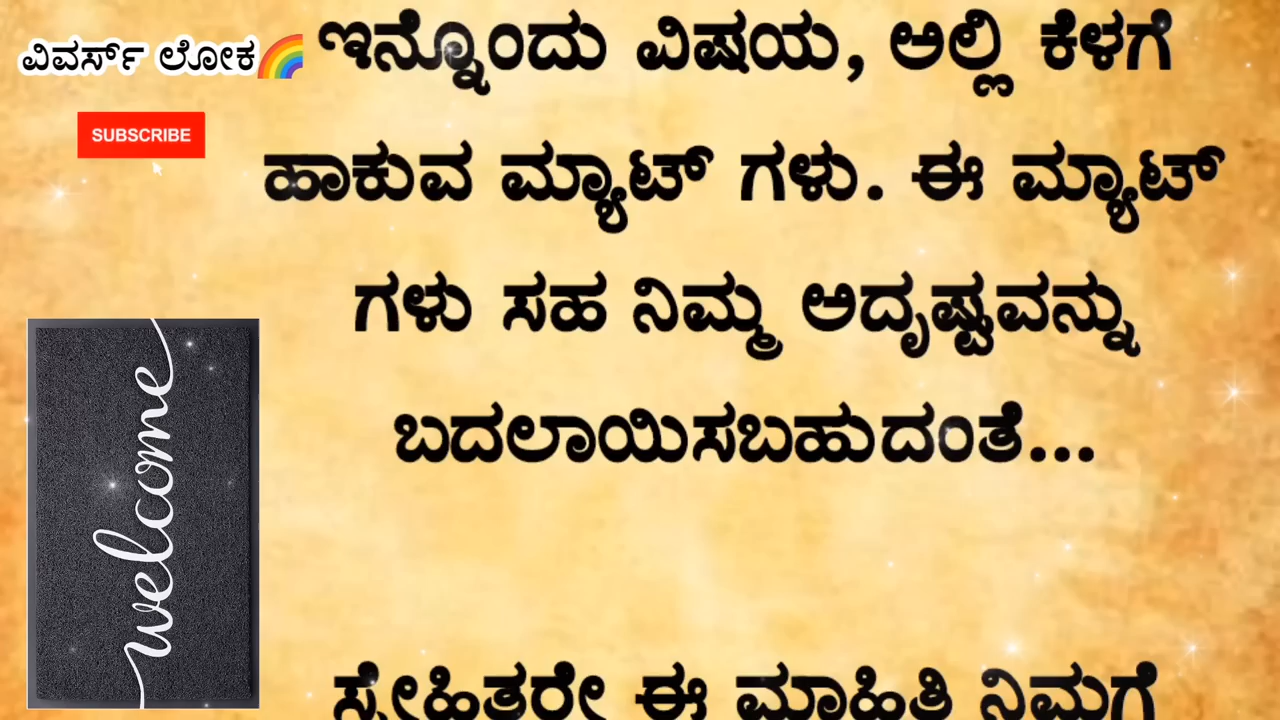 ವಿವರ್ಸ್ ಲೋಕ🌈
SUBSCRIBE
ಇನ್ನೊಂದು ವಿಷಯ, ಅಲ್ಲಿ ಕೆಳಗೆ
ಹಾಕುವ ಮ್ಯಾಟ್ ಗಳು. ಈ ಮ್ಯಾಟ್
ಗಳು ಸಹ ನಿಮ್ಮ ಅದೃಷ್ಟವನ್ನು
ಬದಲಾಯಿಸಬಹುದಂತೆ...
ಸ್ನೇಹಿತರೇ ಈ ಮಾಹಿತಿ ನಿಮಗೆ
welcome